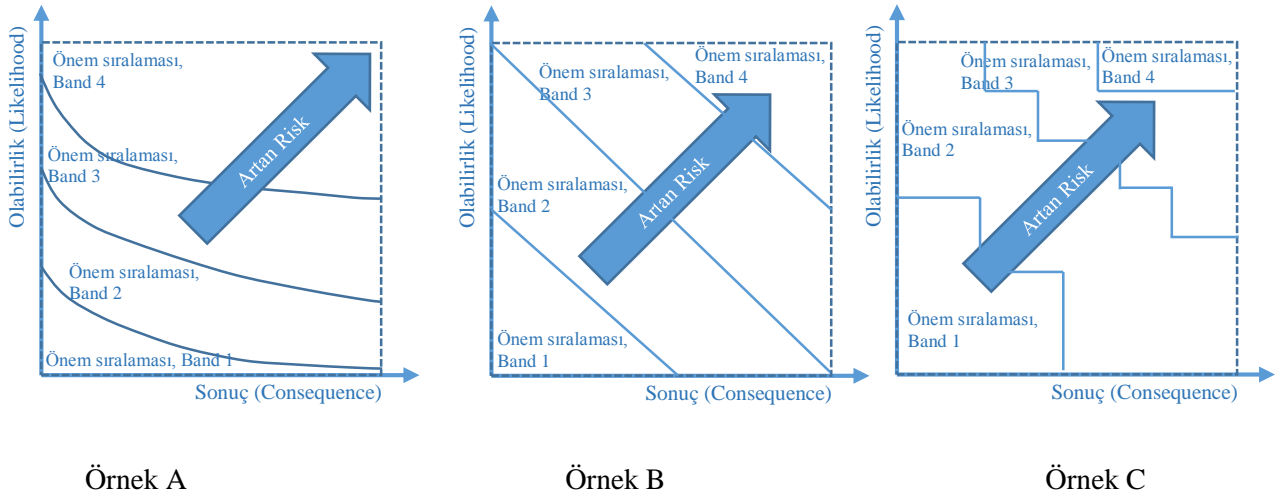 Olabilirlik (Likelihood)
Önem sıralaması,
Band 4
Önem sıralaması,
Band 3
Önem sıralaması,
Band 2
Önem sıralaması, Band 1
Artan Risk
Sonuç (Consequence)
Örnek A
Olabilirlik (Likelihood)
Önem sıralaması,
Band 4
Önem sıralaması,
Band 3
Önem sıralaması,
Band 2
Önem sıralaması,
Band 1
Artan Risk
Sonuç (Consequence)
Örnek B
Olabilirlik (Likelihood)
Önem sıralaması,
Band 3
Önem sıralaması,
Band 4
Önem sıralaması,
Band 2
Önem sıralaması,
Band 1
Artan Risk
Sonuç (Consequence)
Örnek C